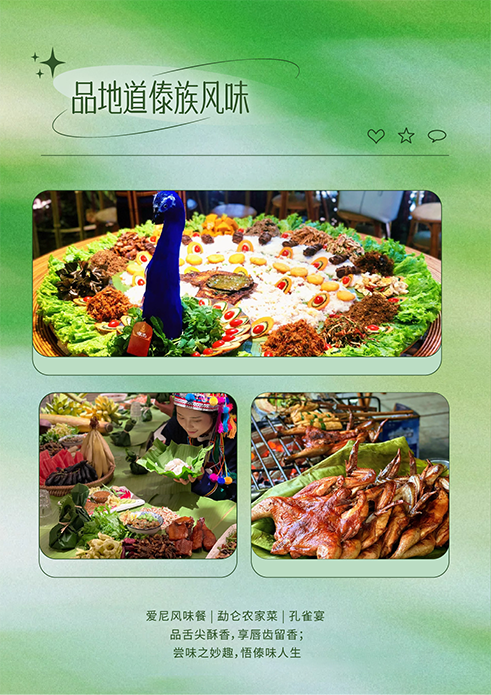 品地道傣族风味
爱尼风味餐 | 勐仑农家菜 | 孔雀宴
品舌尖酥香，享唇齿留香；
尝味之妙趣，悟傣味人生